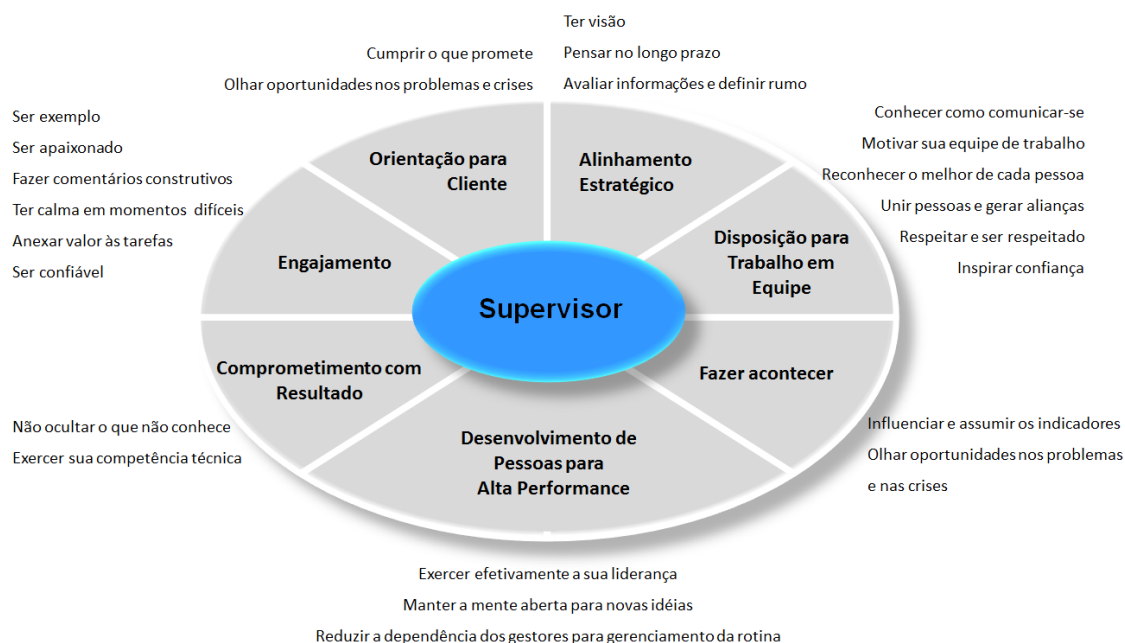 Ter visão
Cumprir o que promete
Pensar no longo prazo
Olhar oportunidades nos problemas e crises
Avaliar informações e definir rumo
Ser exemplo
Ser apaixonado
Fazer comentários construtivos
Ter calma em momentos difíceis
Anexar valor às tarefas
Ser confiável
Conhecer como comunicar-se
Motivar sua equipe de trabalho
Reconhecer o melhor de cada pessoa
Unir pessoas e gerar alianças
Respeitar e ser respeitado
Inspirar confiança
Orientação para
Cliente
Alinhamento
Estratégico
Engajamento
Disposição para
Trabalho em
Equipe
Supervisor
Comprometimento com
Resultado
Fazer acontecer
Desenvolvimento de
Pessoas para
Alta Performance
Não ocultar o que não conhece
Exercer sua competência técnica
Influenciar e assumir os indicadores
Olhar oportunidades nos problemas
e nas crises
Exercer efetivamente a sua liderança
Manter a mente aberta para novas idéias
Reduzir a dependência dos gestores para gerenciamento da rotina